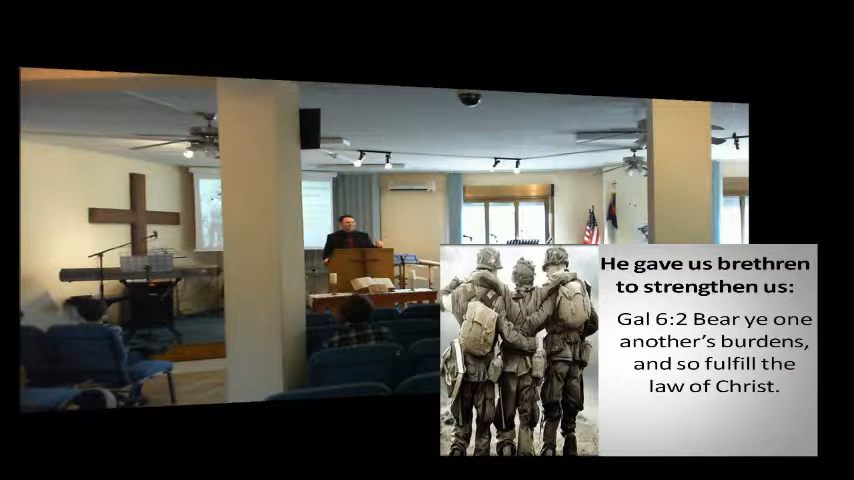 He gave us brethren
to strengthen us:
Gal 6:2 Bear ye one
another's burdens,
and so fulfill the
law of Christ.